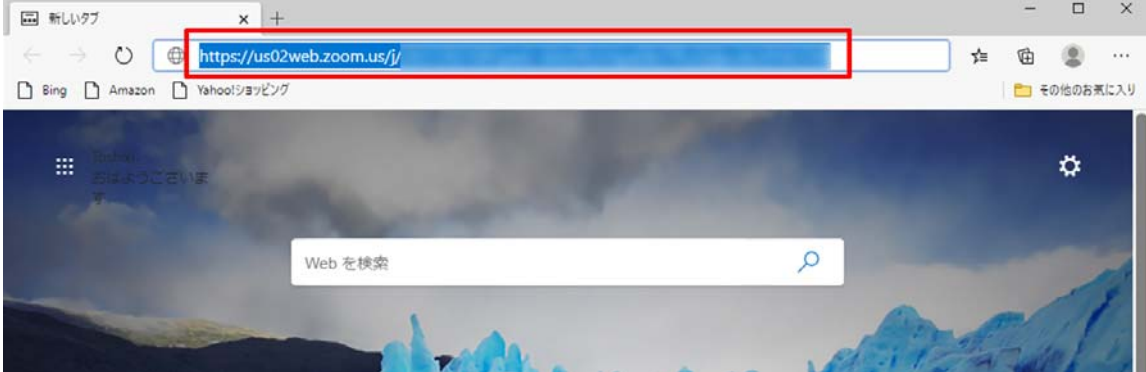 新しいタブ
https://us02web.zoom.us/j/
Bing Amazon Yahoo!ショッピング その他のお気に入り
おはようございま
す
Web を検索